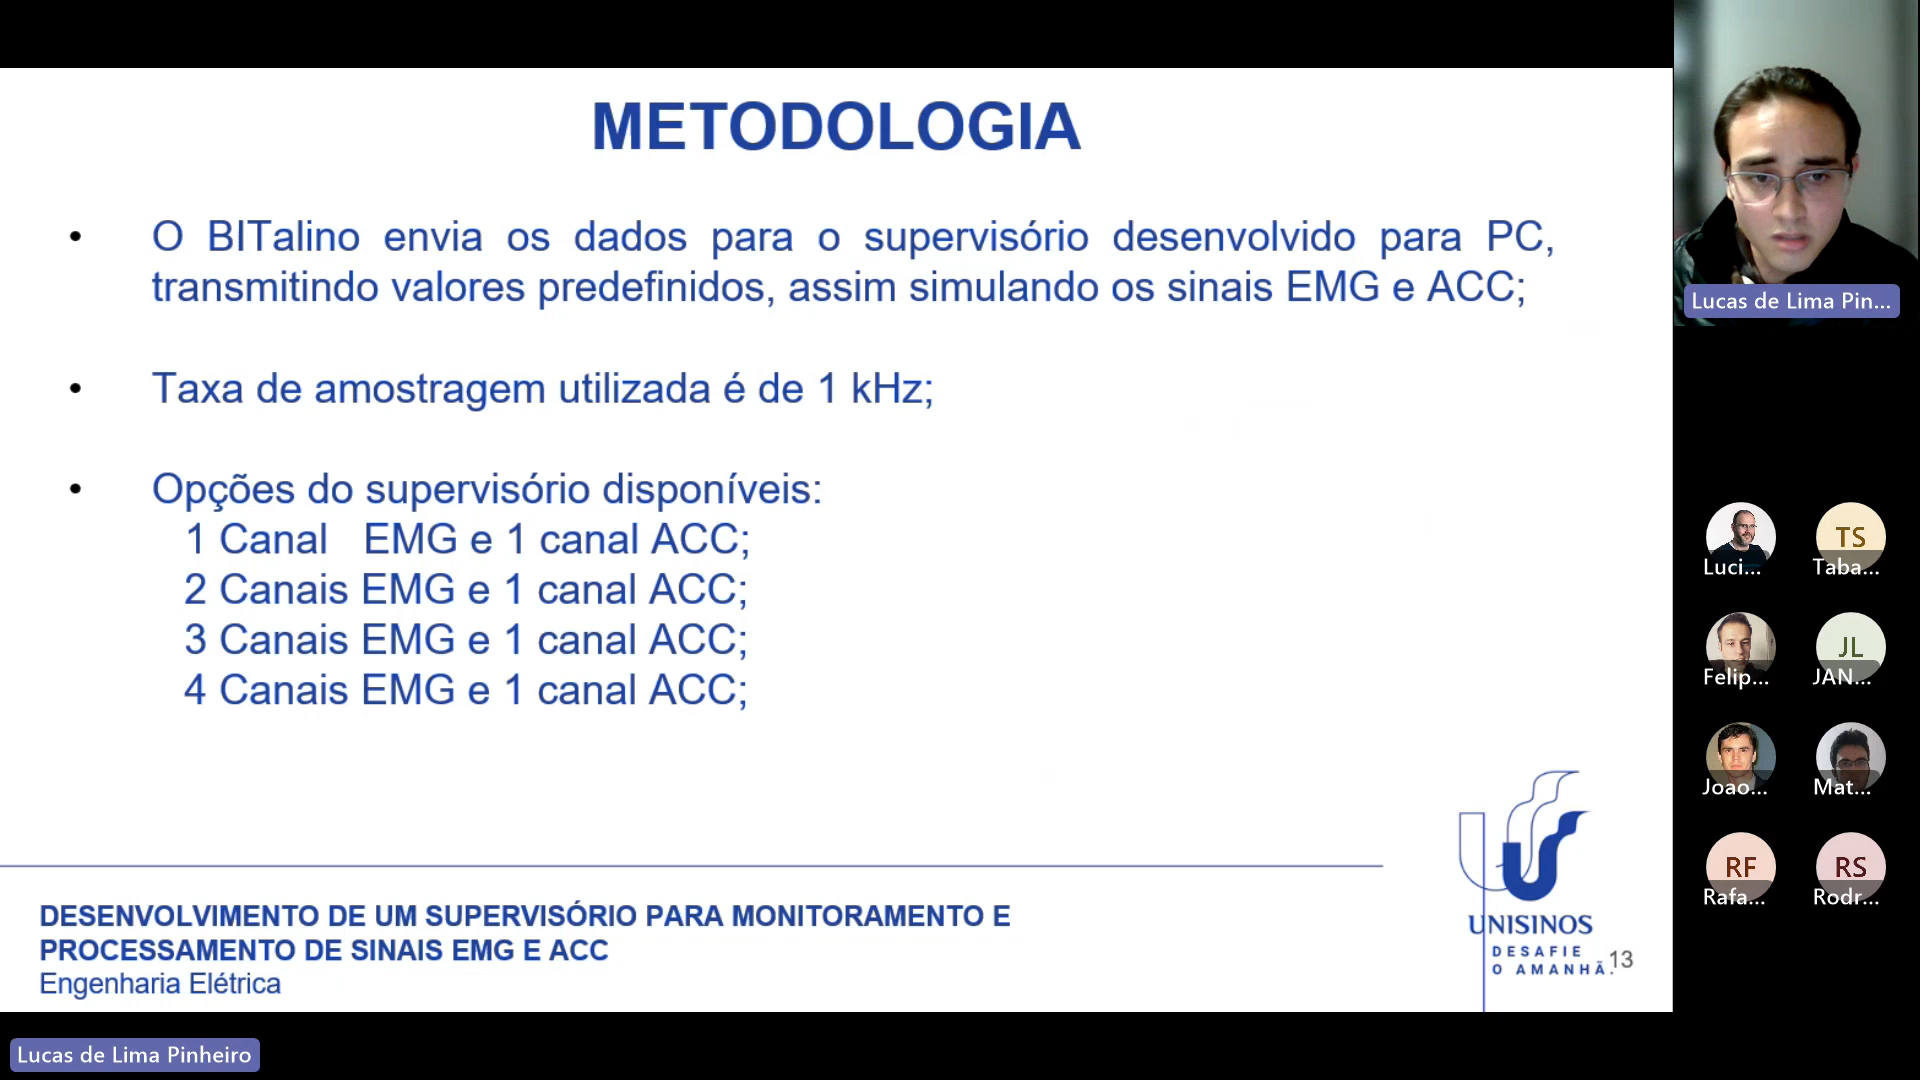 METODOLOGIA
• O BITalino envia os dados para o supervisório desenvolvido para PC,
transmitindo valores predefinidos, assim simulando os sinais EMG e ACC;
• Taxa de amostragem utilizada é de 1 kHz;
• Opções do supervisório disponíveis:
1 Canal EMG e 1 canal ACC;
2 Canais EMG e 1 canal ACC;
3 Canais EMG e 1 canal ACC;
4 Canais EMG e 1 canal ACC;
DESENVOLVIMENTO DE UM SUPERVISÓRIO PARA MONITORAMENTO E
PROCESSAMENTO DE SINAIS EMG E ACC
Engenharia Elétrica
UNISINOS
DESAFIE
O AMANHÃ.
13
Lucas de Lima Pinheiro
Lucas de Lima Pin...
Luci...
TS
Taba...
Felip...
JL
JAN...
Joao...
Mat...
RF
Rafa...
RS
Rodr...